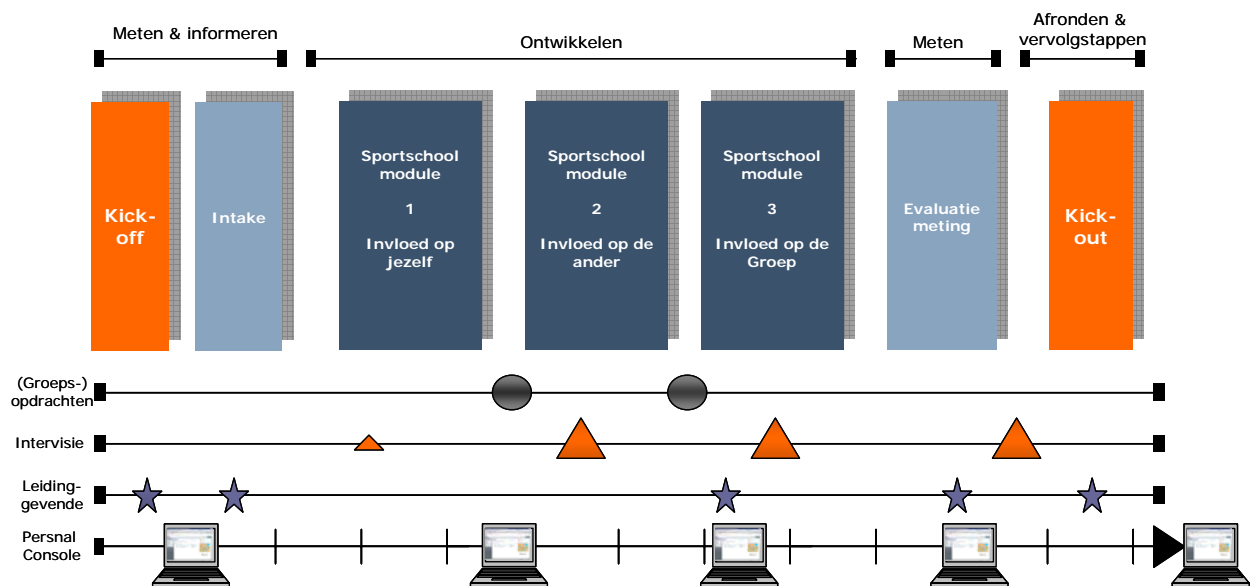 Meten & informeren
Ontwikkelen
Meten
Afronden &
vervolgstappen
Kick-
off
Intake
Sportschool
module
1
Invloed op
jezelf
Sportschool
module
2
Invloed op de
ander
Sportschool
module
3
Invloed op de
Groep
Evaluatie
meting
Kick-
out
(Groeps-)
opdrachten
Intervisie
Leiding-
gevende
Persnal
Console